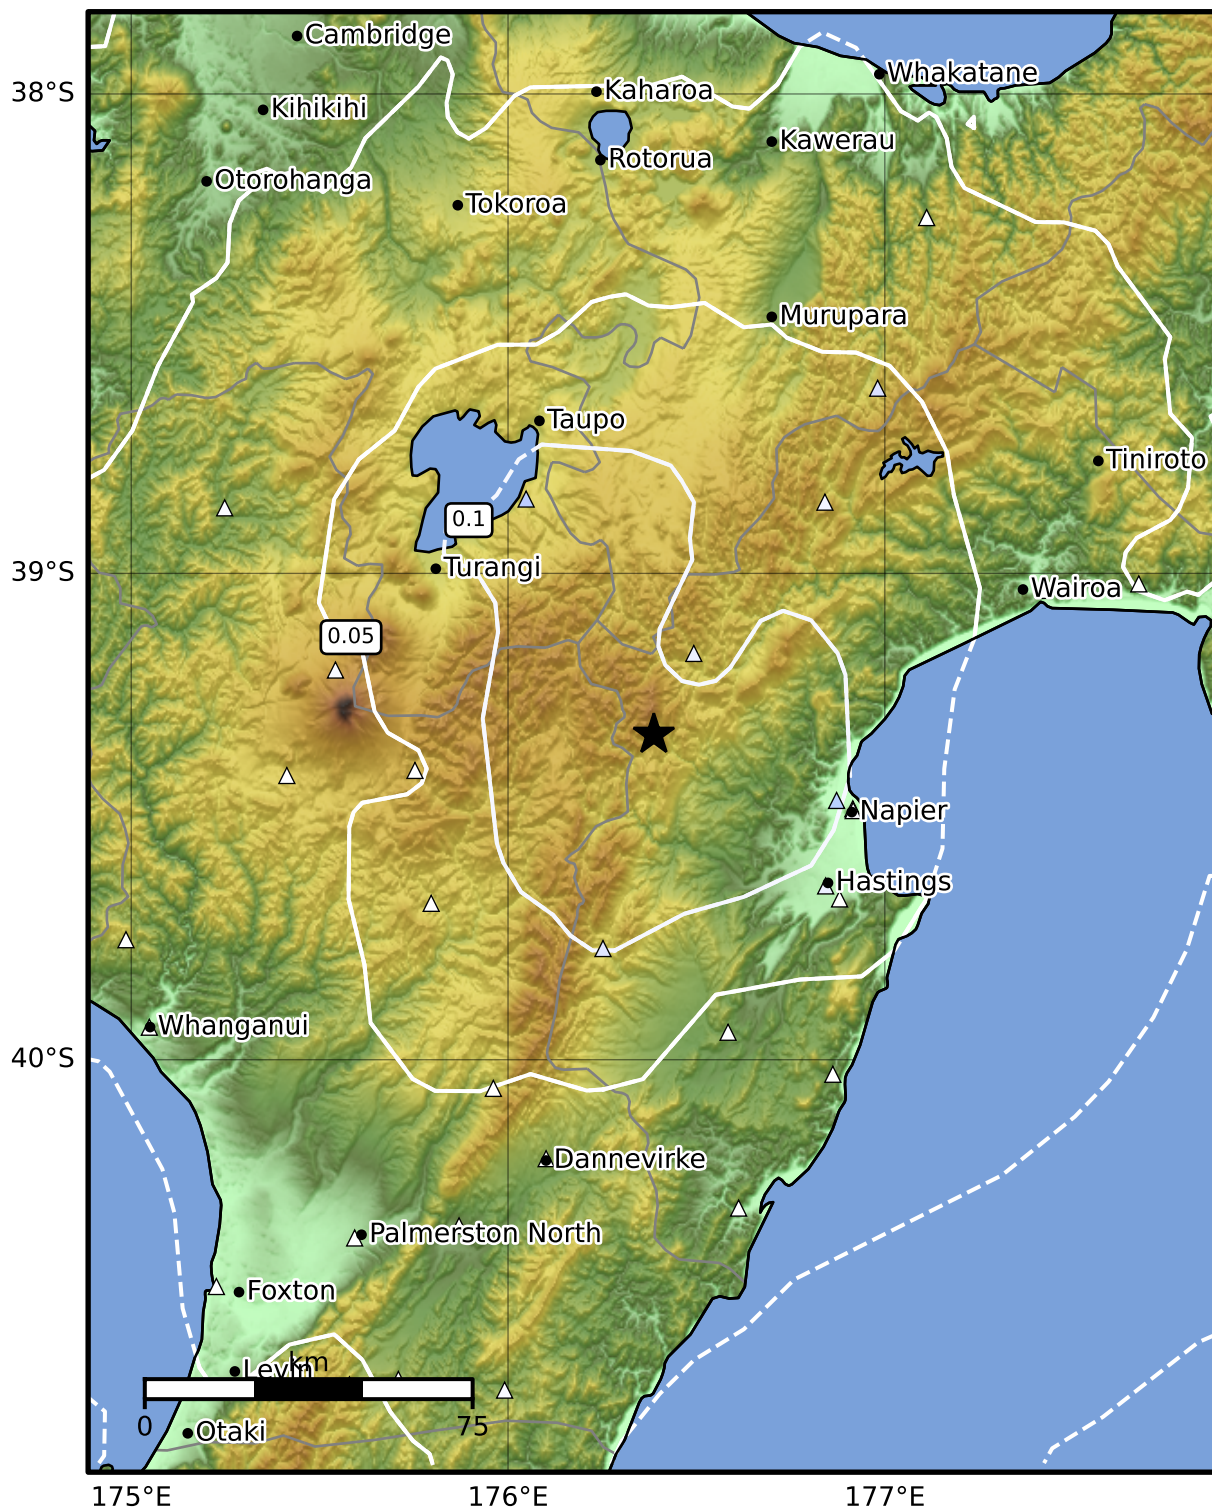 Cambridge
Whakatane
38°S
Kaharoa
Kihikihi
Kawerau
Rotorua
Otorohanga
Tokoroa
Murupara
Taupo
Tiniroto
0.1
Turangi
39°S
Wairoa
0.05
Napier
Hastings
Whanganui
40°S
Dannevirke
Palmerston North
Foxton
km
Levin
0
75
Otaki
175°E
176°E
177°E